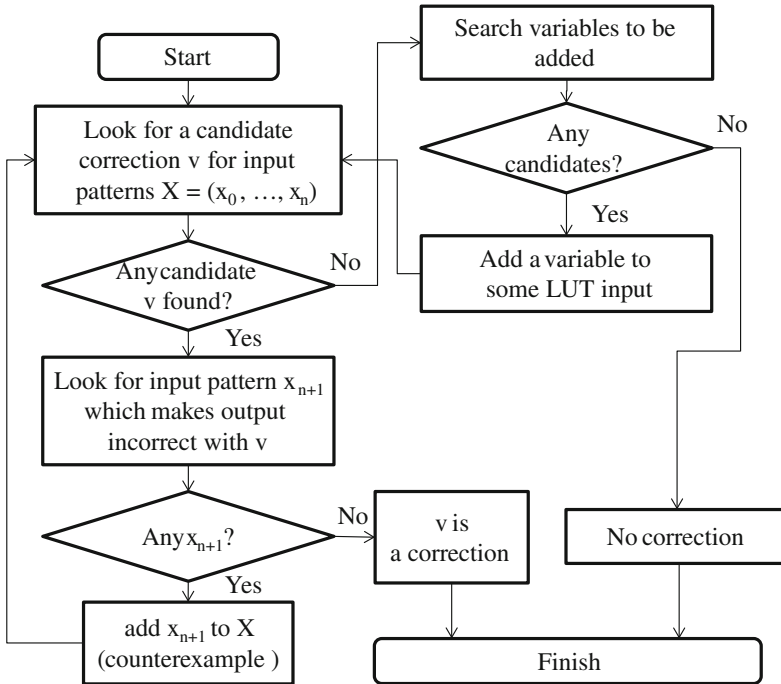 Start
Look for a candidate
correction v for input
patterns X = (x₀, ..., xₙ)
Any candidate
v found?
No
Yes
Look for input pattern xₙ₊₁
which makes output
incorrect with v
Any xₙ₊₁?
No
Yes
add xₙ₊₁ to X
(counterexample )
v is
a correction
Search variables to be
added
Any
candidates?
No
Yes
Add a variable to
some LUT input
No correction
Finish